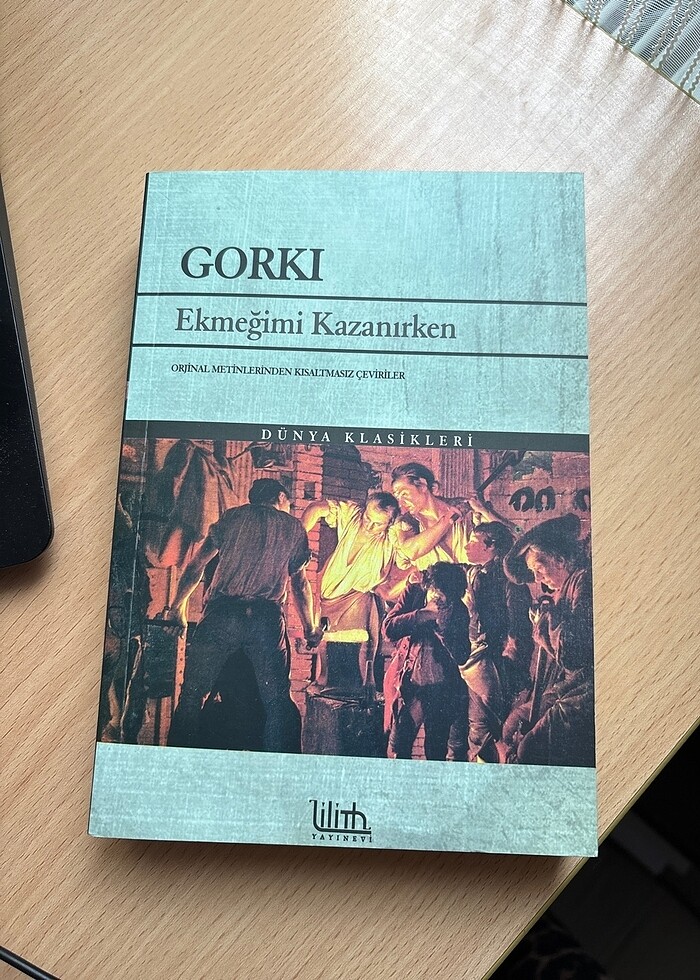 GORKI
Ekmeğimi Kazanırken
ORJİNAL METİNLERİNDEN KISALTMASIZ ÇEVİRİLER
DÜNYA KLASİKLERİ
lilith
YAYINEVİ